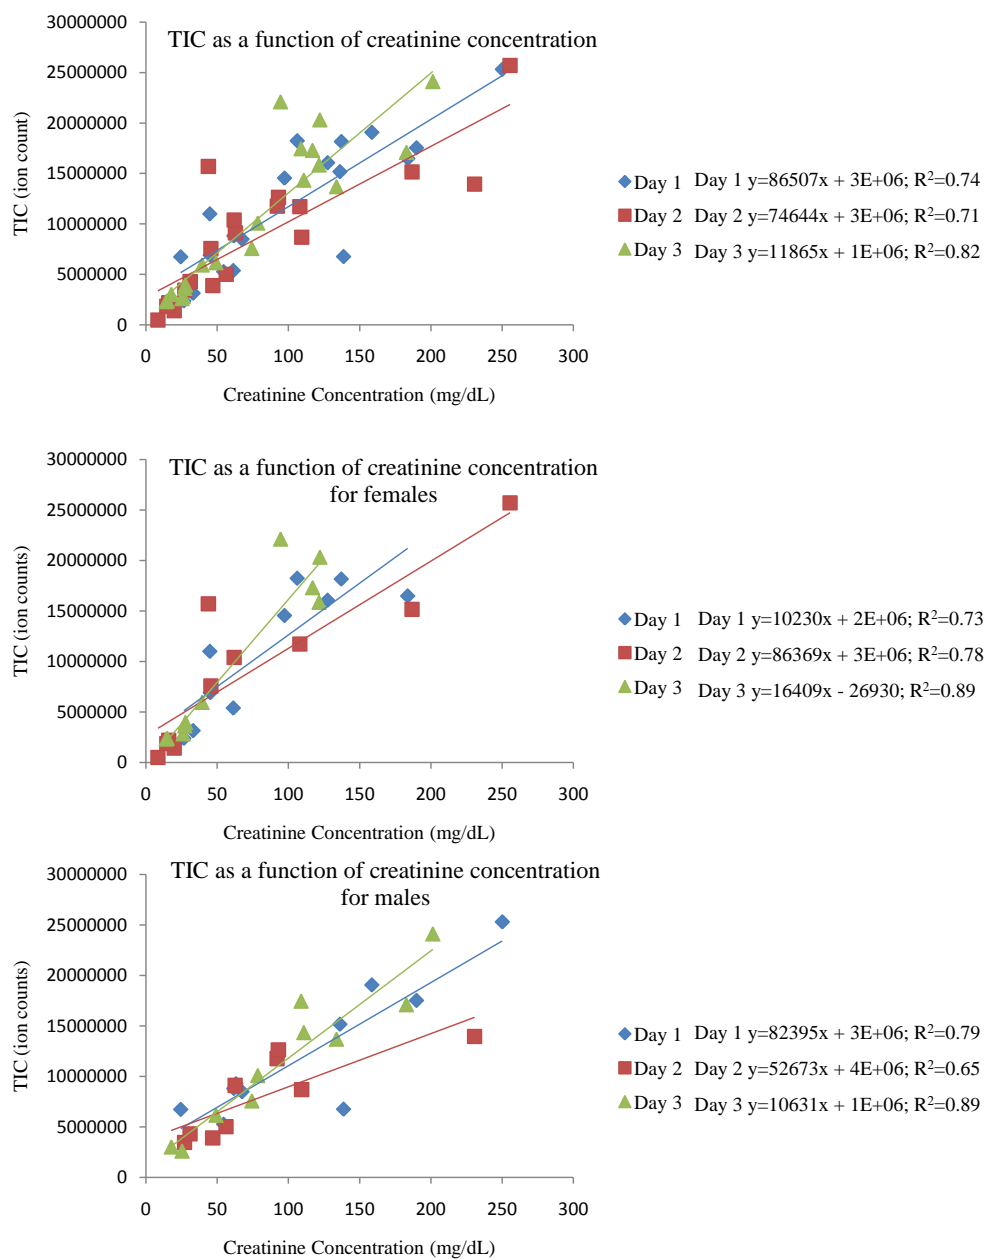 TIC as a function of creatinine concentration
30000000
25000000
20000000
15000000
10000000
5000000
0
TIC (ion count)
0 50 100 150 200 250 300
Creatinine Concentration (mg/dL)
Day 1 Day 1 y=86507x + 3E+06; R²=0.74
Day 2 Day 2 y=74644x + 3E+06; R²=0.71
Day 3 Day 3 y=11865x + 1E+06; R²=0.82
TIC as a function of creatinine concentration
for females
30000000
25000000
20000000
15000000
10000000
5000000
0
TIC (ion counts)
0 50 100 150 200 250 300
Creatinine Concentration (mg/dL)
Day 1 Day 1 y=10230x + 2E+06; R²=0.73
Day 2 Day 2 y=86369x + 3E+06; R²=0.78
Day 3 Day 3 y=16409x - 26930; R²=0.89
TIC as a function of creatinine concentration
for males
30000000
25000000
20000000
15000000
10000000
5000000
0
TIC (ion counts)
0 50 100 150 200 250 300
Creatinine Concentration (mg/dL)
Day 1 Day 1 y=82395x + 3E+06; R²=0.79
Day 2 Day 2 y=52673x + 4E+06; R²=0.65
Day 3 Day 3 y=10631x + 1E+06; R²=0.89